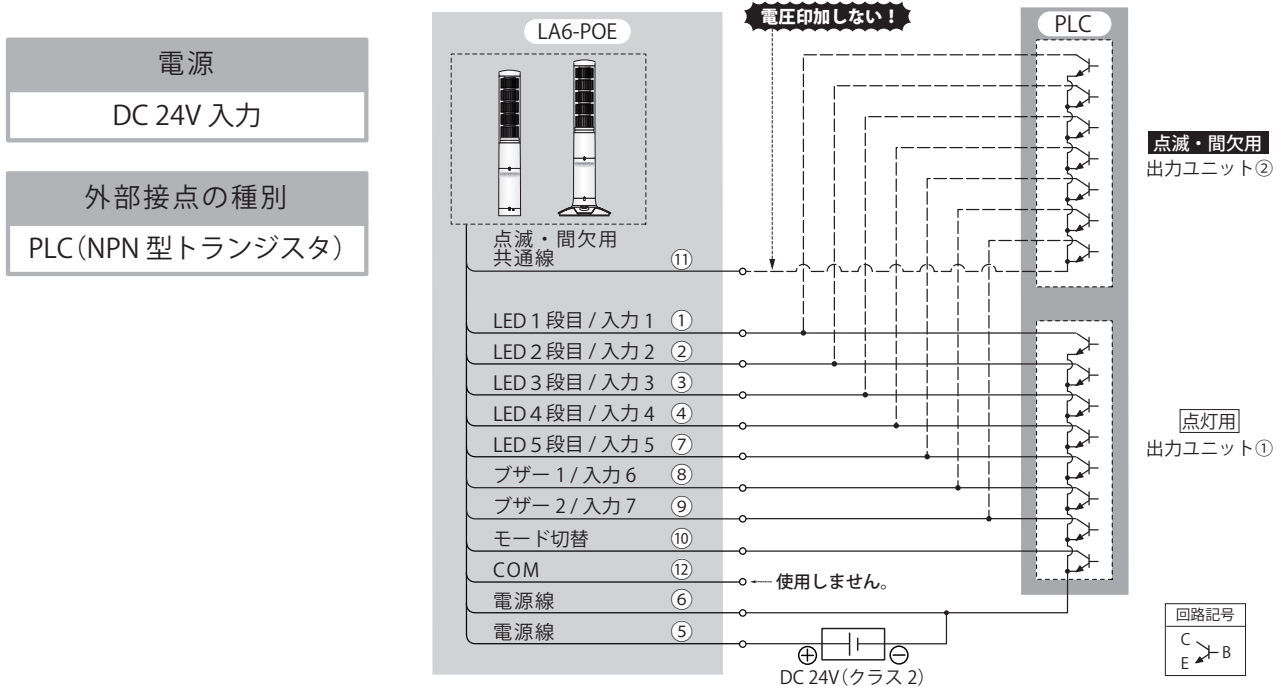 電源
DC 24V 入力
外部接点の種別
PLC(NPN 型トランジスタ)
LA6-POE
点滅・間欠用
共通線 ⑪
LED 1 段目 / 入力 1 ①
LED 2 段目 / 入力 2 ②
LED 3 段目 / 入力 3 ③
LED 4 段目 / 入力 4 ④
LED 5 段目 / 入力 5 ⑦
ブザー 1 / 入力 6 ⑧
ブザー 2 / 入力 7 ⑨
モード切替 ⑩
COM ⑫
電源線 ⑥
電源線 ⑤
電圧印加しない！
使用しません。
⊕ ⊖
DC 24V(クラス 2)
PLC
点滅・間欠用
出力ユニット②
点灯用
出力ユニット①
回路記号
C
B
E